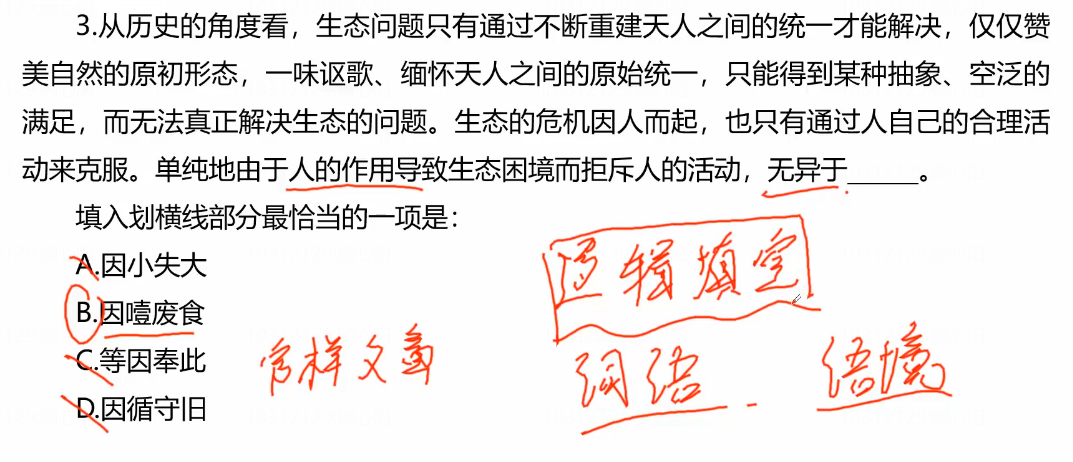 3.从历史的角度看，生态问题只有通过不断重建天人之间的统一才能解决，仅仅赞
美自然的原初形态，一味讴歌、缅怀天人之间的原始统一，只能得到某种抽象、空泛的
满足，而无法真正解决生态的问题。生态的危机因人而起，也只有通过人自己的合理活
动来克服。单纯地由于人的作用导致生态困境而拒斥人的活动，无异于_____。
填入划横线部分最恰当的一项是：
A.因小失大
B.因噎废食
C.等因奉此
D.因循守旧
逻辑填空
官样文章
词语
语境